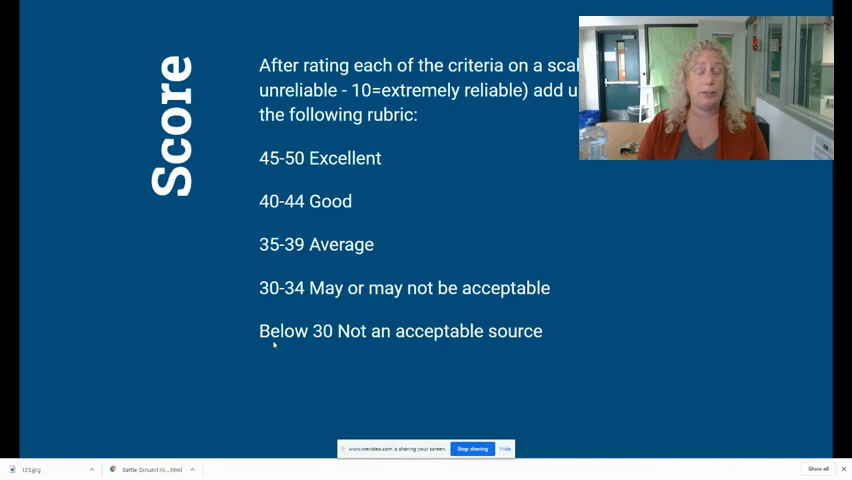 Score
After rating each of the criteria on a scal
unreliable - 10=extremely reliable) add u
the following rubric:
45-50 Excellent
40-44 Good
35-39 Average
30-34 May or may not be acceptable
Below 30 Not an acceptable source
www.wevideo.com is sharing your screen.
Stop sharing
Hide
123.jpg
Battle Ground Hi....html
Show all